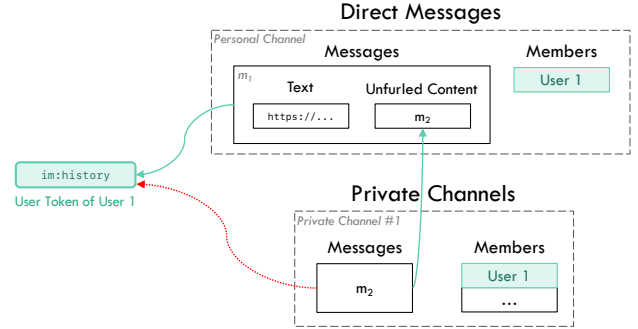 Direct Messages
Personal Channel
Messages
Members
m1
Text
Unfurled Content
User 1
https://...
m2
im:history
User Token of User 1
Private Channels
Private Channel #1
Messages
Members
m2
User 1
...